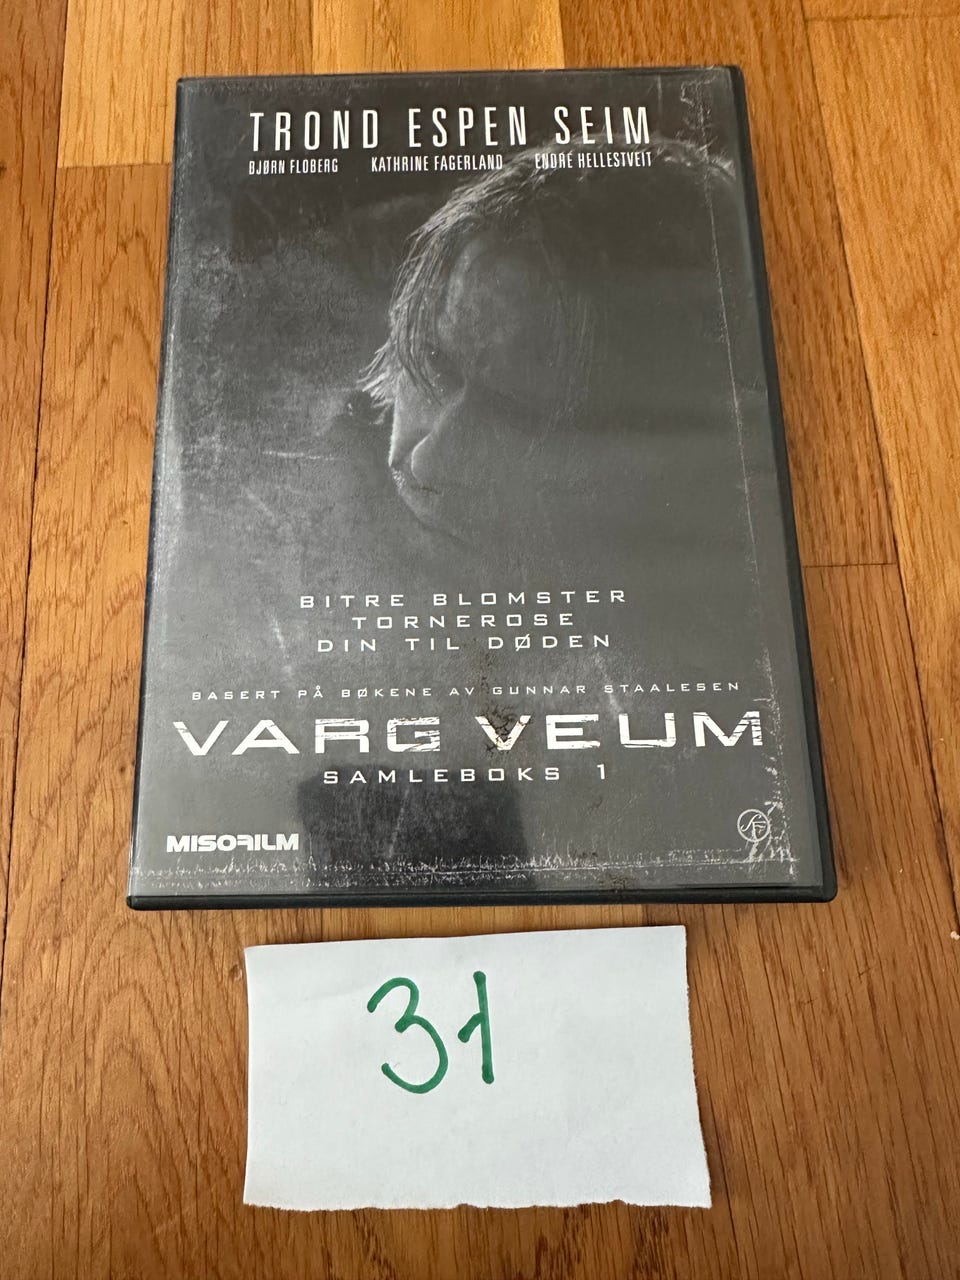 TROND ESPEN SEIM
BJØRN FLOBERG KATHRINE FAGERLAND ENDRE HELLESTVEIT
BITRE BLOMSTER
TORNEROSE
DIN TIL DØDEN
BASERT PÅ BØKENE AV GUNNAR STAALESEN
VARG VEUM
SAMLEBOKS 1
MISOFILM
SF
31